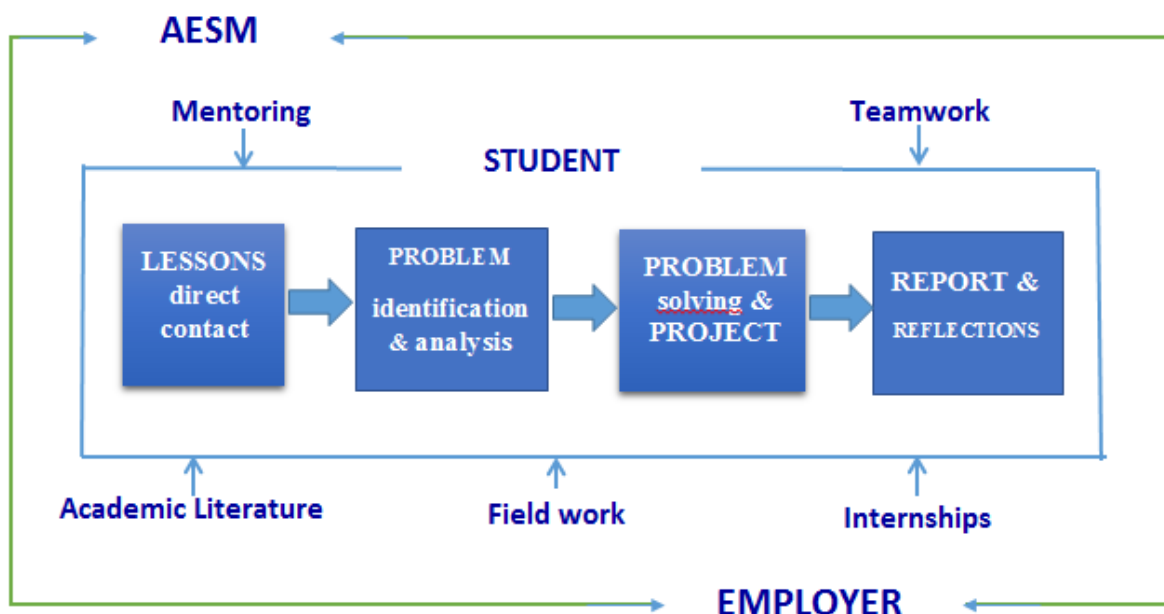 AESM
Mentoring
Teamwork
STUDENT
LESSONS
direct
contact
PROBLEM
identification
& analysis
PROBLEM
solving &
PROJECT
REPORT &
REFLECTIONS
Academic Literature
Field work
Internships
EMPLOYER